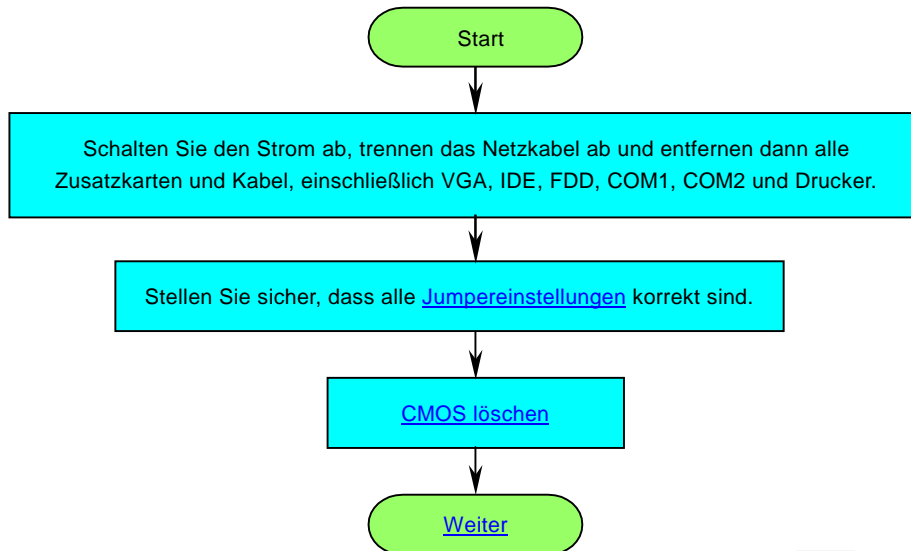 Start
Schalten Sie den Strom ab, trennen das Netzkabel ab und entfernen dann alle
Zusatzkarten und Kabel, einschließlich VGA, IDE, FDD, COM1, COM2 und Drucker.
Stellen Sie sicher, dass alle Jumpereinstellungen korrekt sind.
CMOS löschen
Weiter